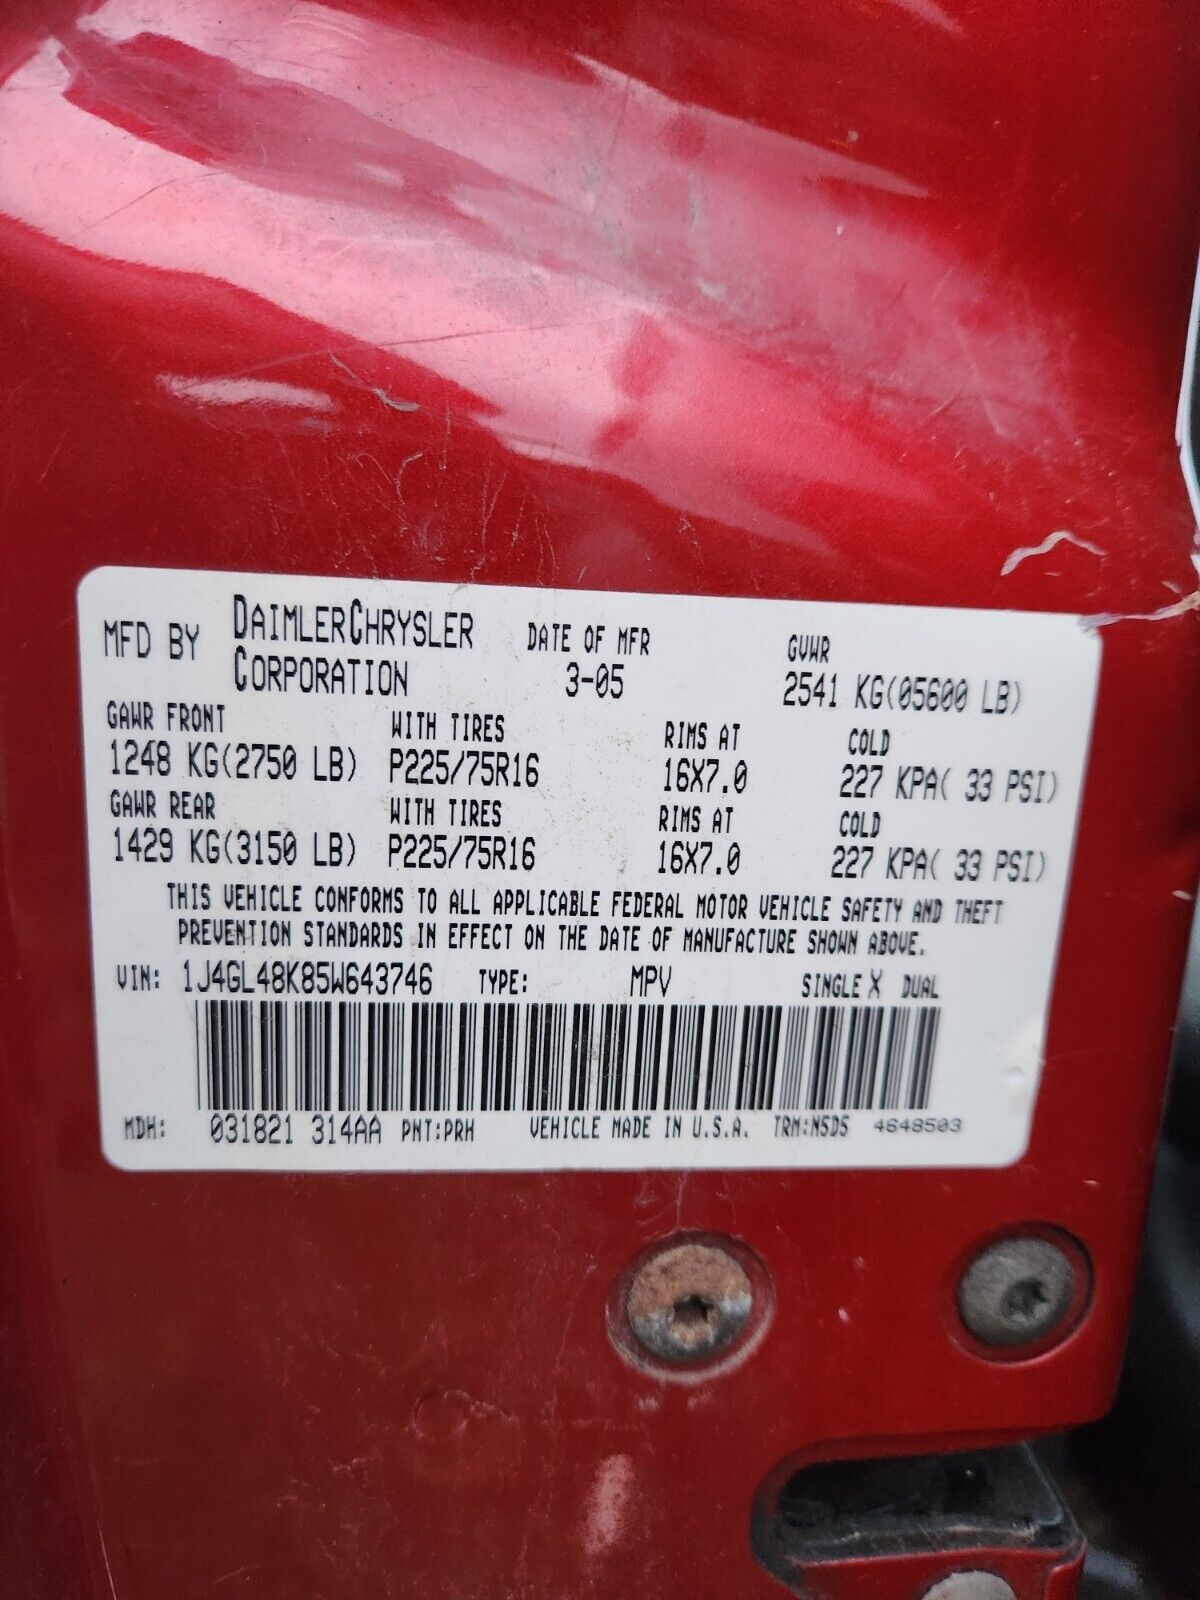 MFD BY DAIMLERCHRYSLER CORPORATION DATE OF MFR 3-05 GVWR 2541 KG(05600 LB)
GAWR FRONT WITH TIRES RIMS AT COLD
1248 KG(2750 LB) P225/75R16 16X7.0 227 KPA( 33 PSI)
GAWR REAR WITH TIRES RIMS AT COLD
1429 KG(3150 LB) P225/75R16 16X7.0 227 KPA( 33 PSI)
THIS VEHICLE CONFORMS TO ALL APPLICABLE FEDERAL MOTOR VEHICLE SAFETY AND THEFT
PREVENTION STANDARDS IN EFFECT ON THE DATE OF MANUFACTURE SHOWN ABOVE.
VIN: 1J4GL48K85W643746 TYPE: MPV SINGLE X DUAL
MDH: 031821 314AA PNT:PRH VEHICLE MADE IN U.S.A. TRM:N5DS 4648503